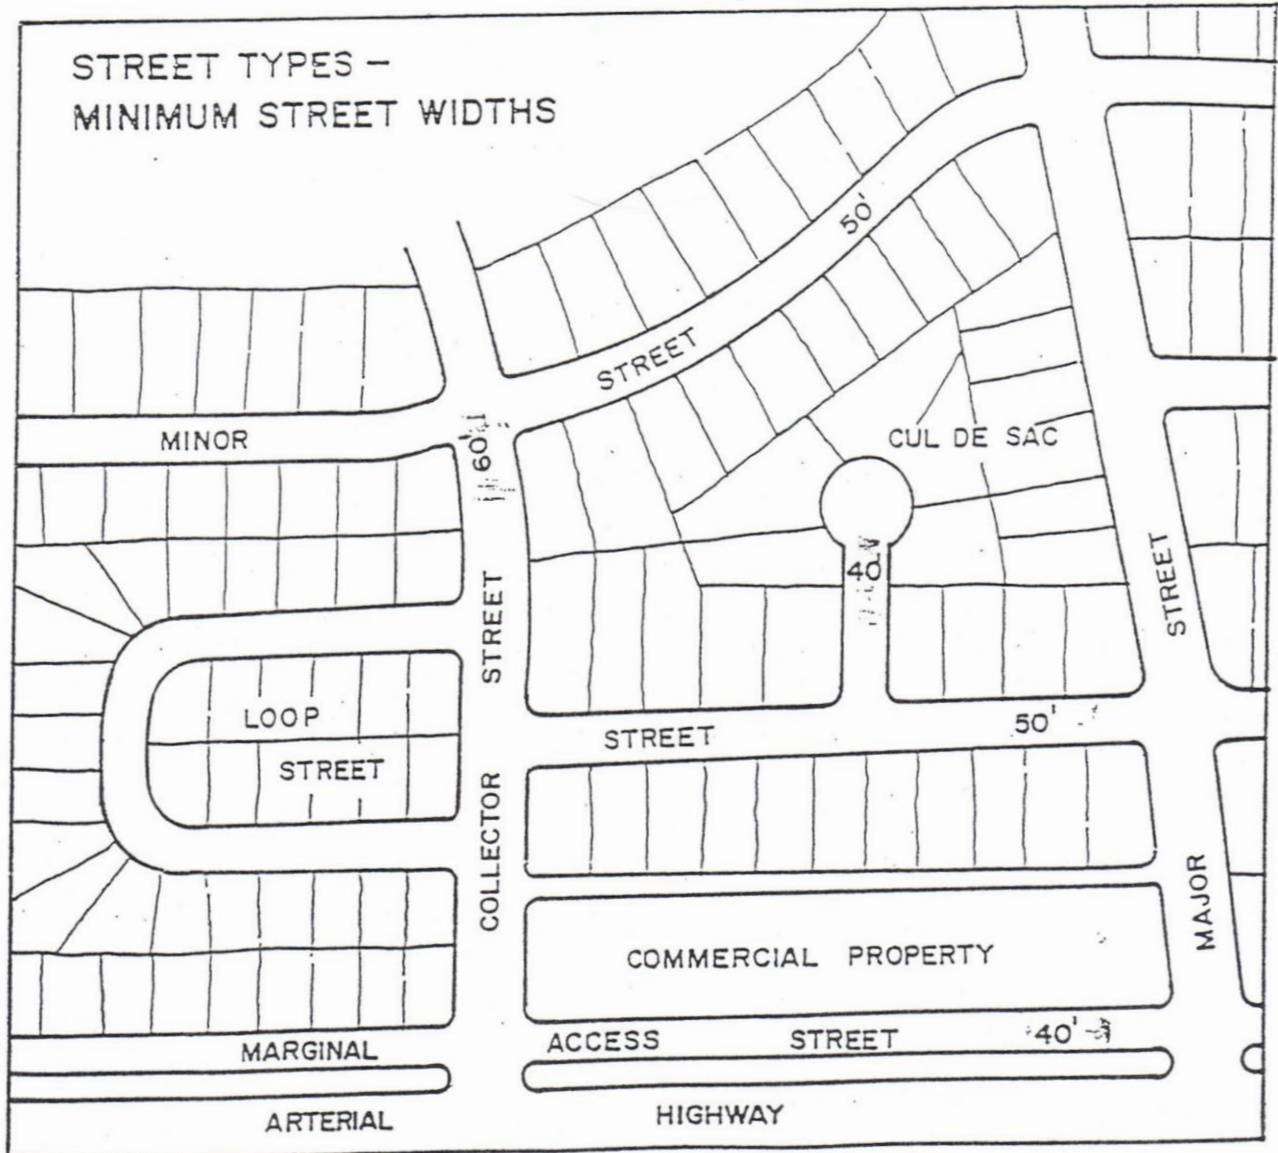 STREET TYPES –
MINIMUM STREET WIDTHS
50'
STREET
MINOR
60'
CUL DE SAC
40'
STREET
STREET
LOOP
STREET
STREET
50'
COLLECTOR
MAJOR
COMMERCIAL PROPERTY
MARGINAL ACCESS STREET 40'
ARTERIAL HIGHWAY